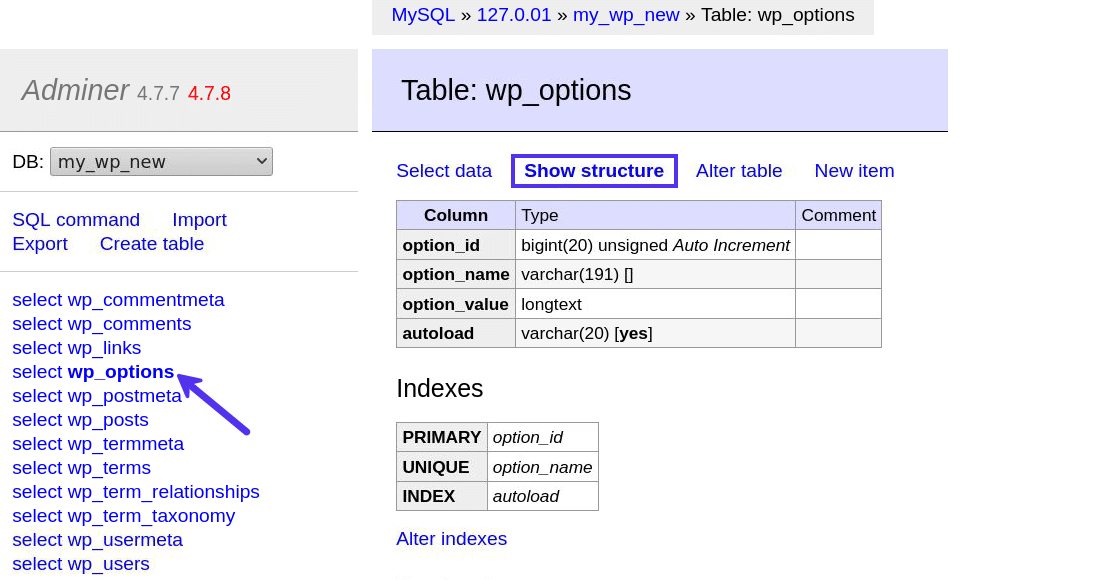 MySQL » 127.0.01 » my_wp_new » Table: wp_options
Adminer 4.7.7 4.7.8
DB: my_wp_new
SQL command Import
Export Create table
select wp_commentmeta
select wp_comments
select wp_links
select wp_options
select wp_postmeta
select wp_posts
select wp_termmeta
select wp_terms
select wp_term_relationships
select wp_term_taxonomy
select wp_usermeta
select wp_users
Table: wp_options
Select data Show structure Alter table New item
Column Type Comment
option_id bigint(20) unsigned Auto Increment
option_name varchar(191) []
option_value longtext
autoload varchar(20) [yes]
Indexes
PRIMARY option_id
UNIQUE option_name
INDEX autoload
Alter indexes